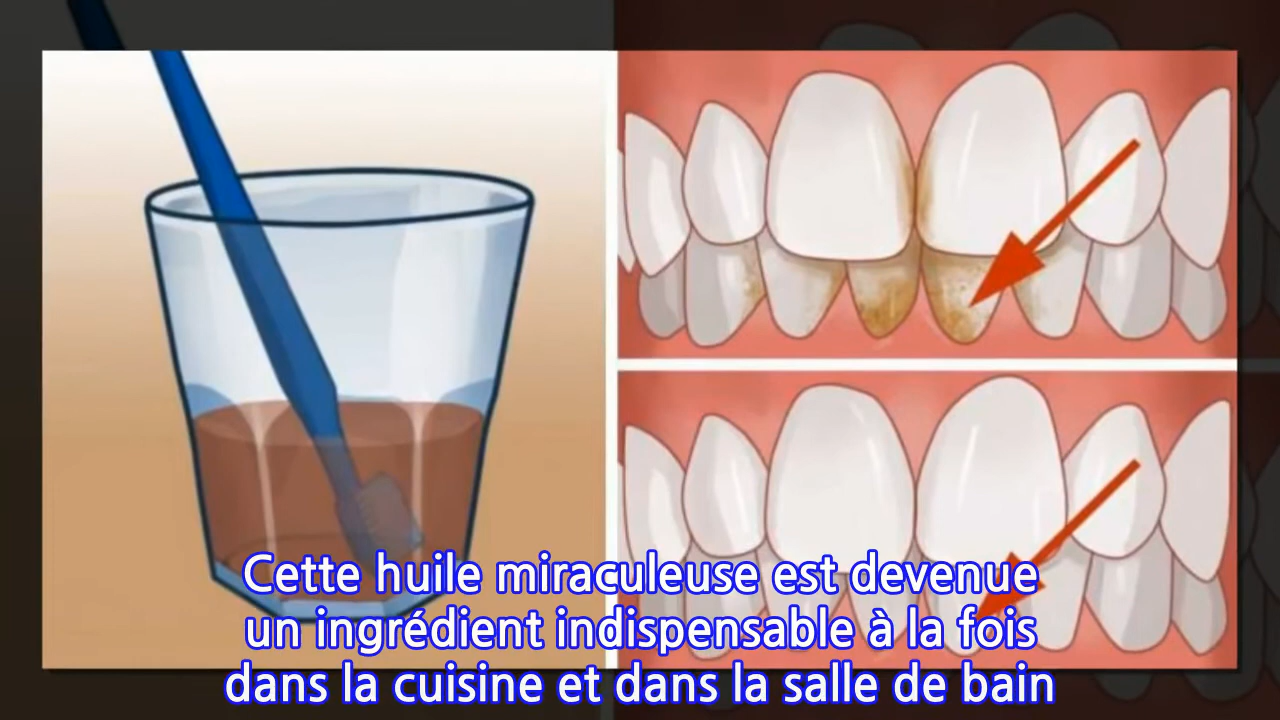 Cette huile miraculeuse est devenue
un ingrédient indispensable à la fois
dans la cuisine et dans la salle de bain